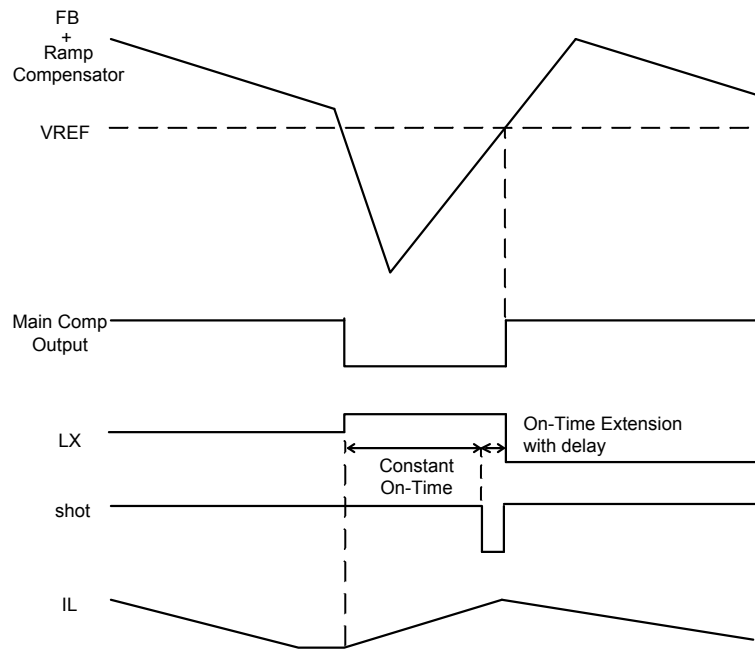 FB
+
Ramp
Compensator
VREF
Main Comp
Output
LX
On-Time Extension
with delay
Constant
On-Time
shot
IL